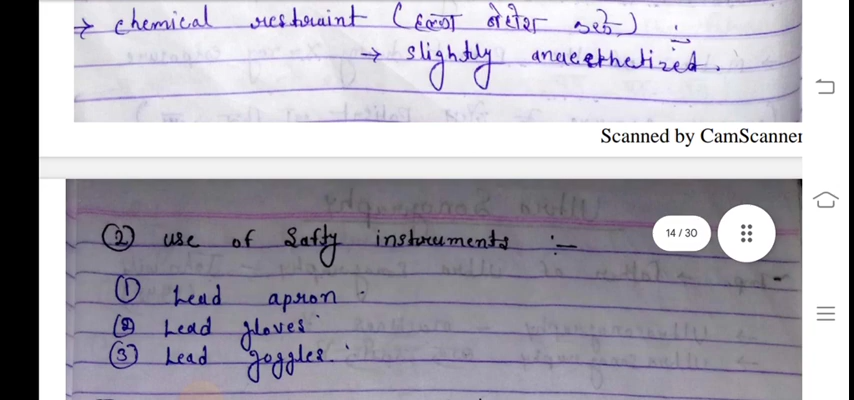 → chemical restraint ( ) :-
→ slightly anaesthetized.
Scanned by CamScanner
14 / 30
② use of Safty instruments :-
① Lead apron
② Lead gloves
③ Lead goggles.